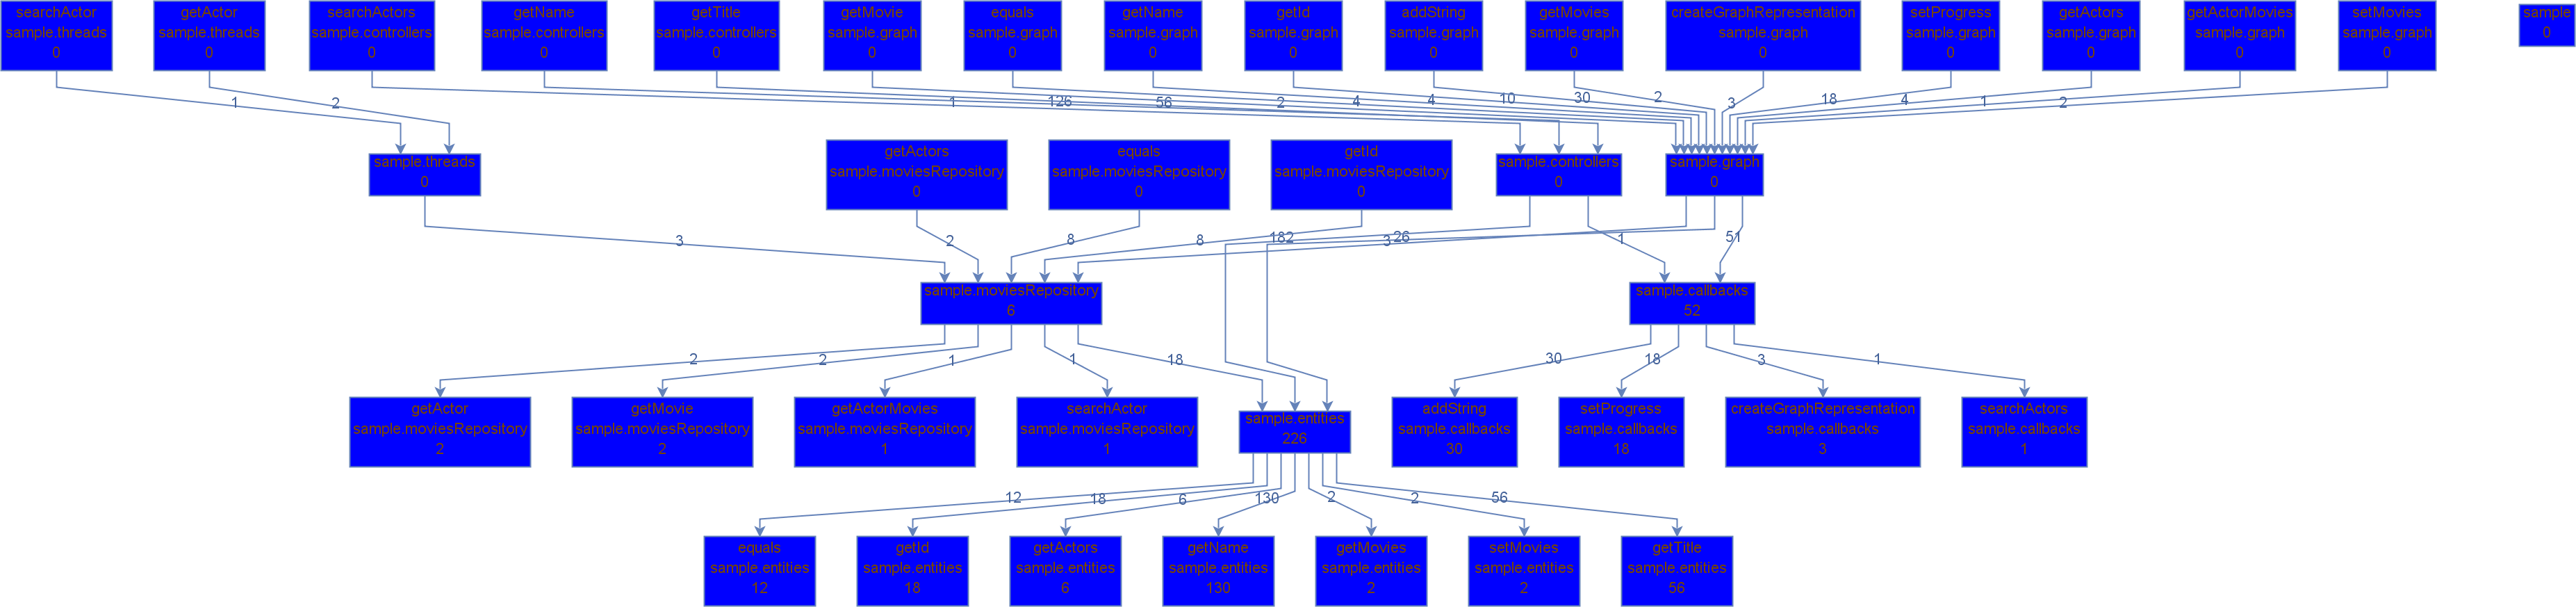 searchActor
sample.threads
0
getActor
sample.threads
0
searchActors
sample.controllers
0
getName
sample.controllers
0
getTitle
sample.controllers
0
getMovie
sample.graph
0
equals
sample.graph
0
getName
sample.graph
0
getId
sample.graph
0
addString
sample.graph
0
getMovies
sample.graph
0
createGraphRepresentation
sample.graph
0
setProgress
sample.graph
0
getActors
sample.graph
0
getActorMovies
sample.graph
0
setMovies
sample.graph
0
sample
0
1
2
1
126
56
2
4
4
10
30
2
3
18
4
1
2
sample.threads
0
getActors
sample.moviesRepository
0
equals
sample.moviesRepository
0
getId
sample.moviesRepository
0
sample.controllers
0
sample.graph
0
3
2
8
8
182
3
26
1
51
sample.moviesRepository
6
sample.callbacks
52
2
2
1
1
18
30
18
3
1
getActor
sample.moviesRepository
2
getMovie
sample.moviesRepository
2
getActorMovies
sample.moviesRepository
1
searchActor
sample.moviesRepository
1
sample.entities
226
addString
sample.callbacks
30
setProgress
sample.callbacks
18
createGraphRepresentation
sample.callbacks
3
searchActors
sample.callbacks
1
12
18
6
130
2
2
56
equals
sample.entities
12
getId
sample.entities
18
getActors
sample.entities
6
getName
sample.entities
130
getMovies
sample.entities
2
setMovies
sample.entities
2
getTitle
sample.entities
56